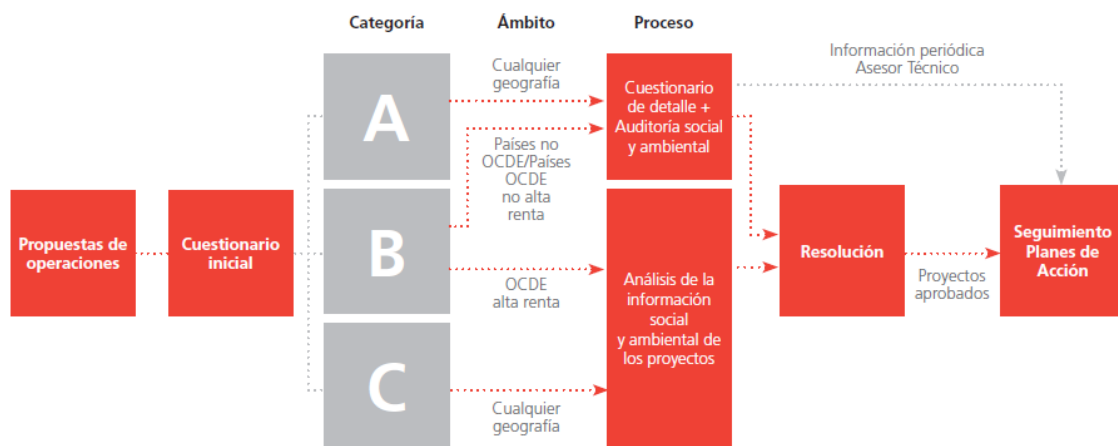 Categoría
Ámbito
Proceso
Propuestas de
operaciones
Cuestionario
inicial
A
B
C
Cualquier
geografía
Países no
OCDE/Países
OCDE
no alta
renta
OCDE
alta renta
Cualquier
geografía
Cuestionario
de detalle +
Auditoría social
y ambiental
Análisis de la
información
social
y ambiental de
los proyectos
Información periódica
Asesor Técnico
Resolución
Proyectos
aprobados
Seguimiento
Planes de
Acción